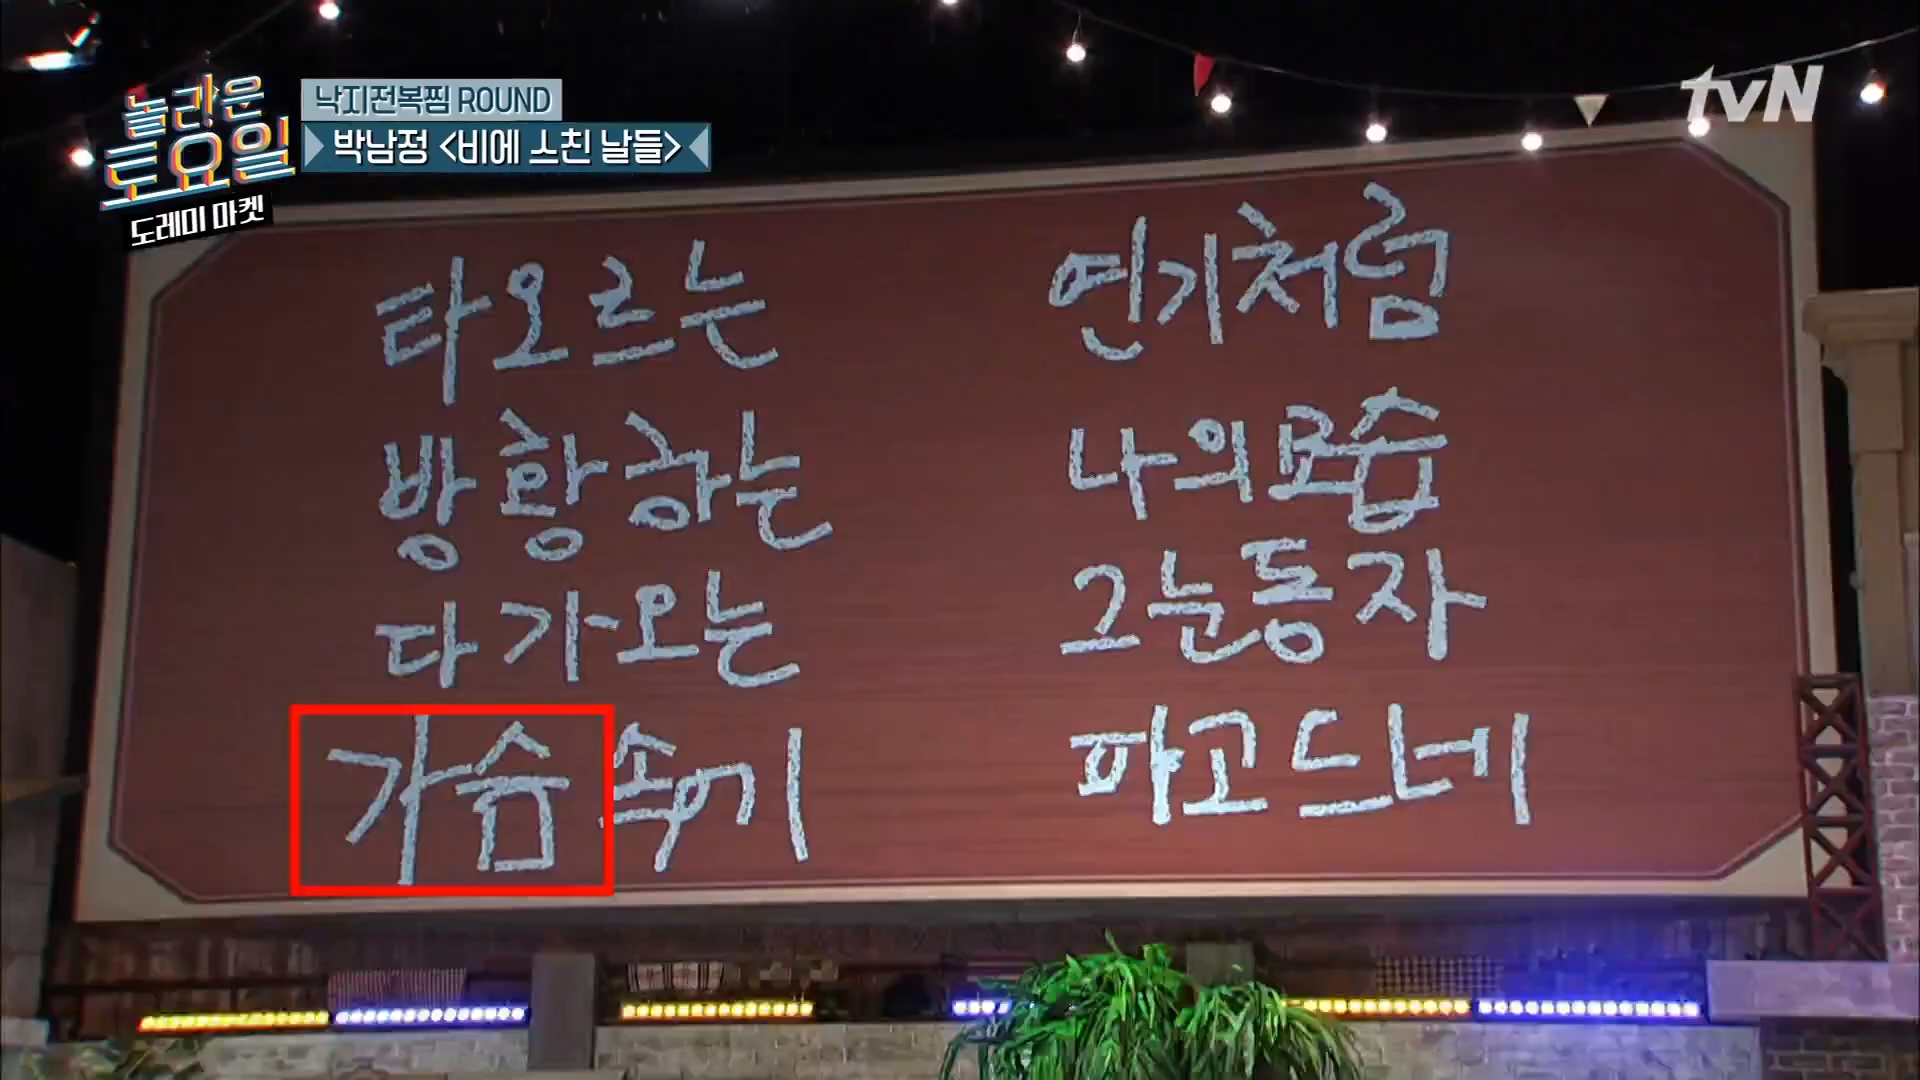 놀라운 토요일
도레미 마켓
낙지전복찜 ROUND
박남정 <비에 스친 날들>
tvN
타오르는 연기처럼
방황하는 나의 모습
다가오는 그 눈동자
가슴 속에 파고드네